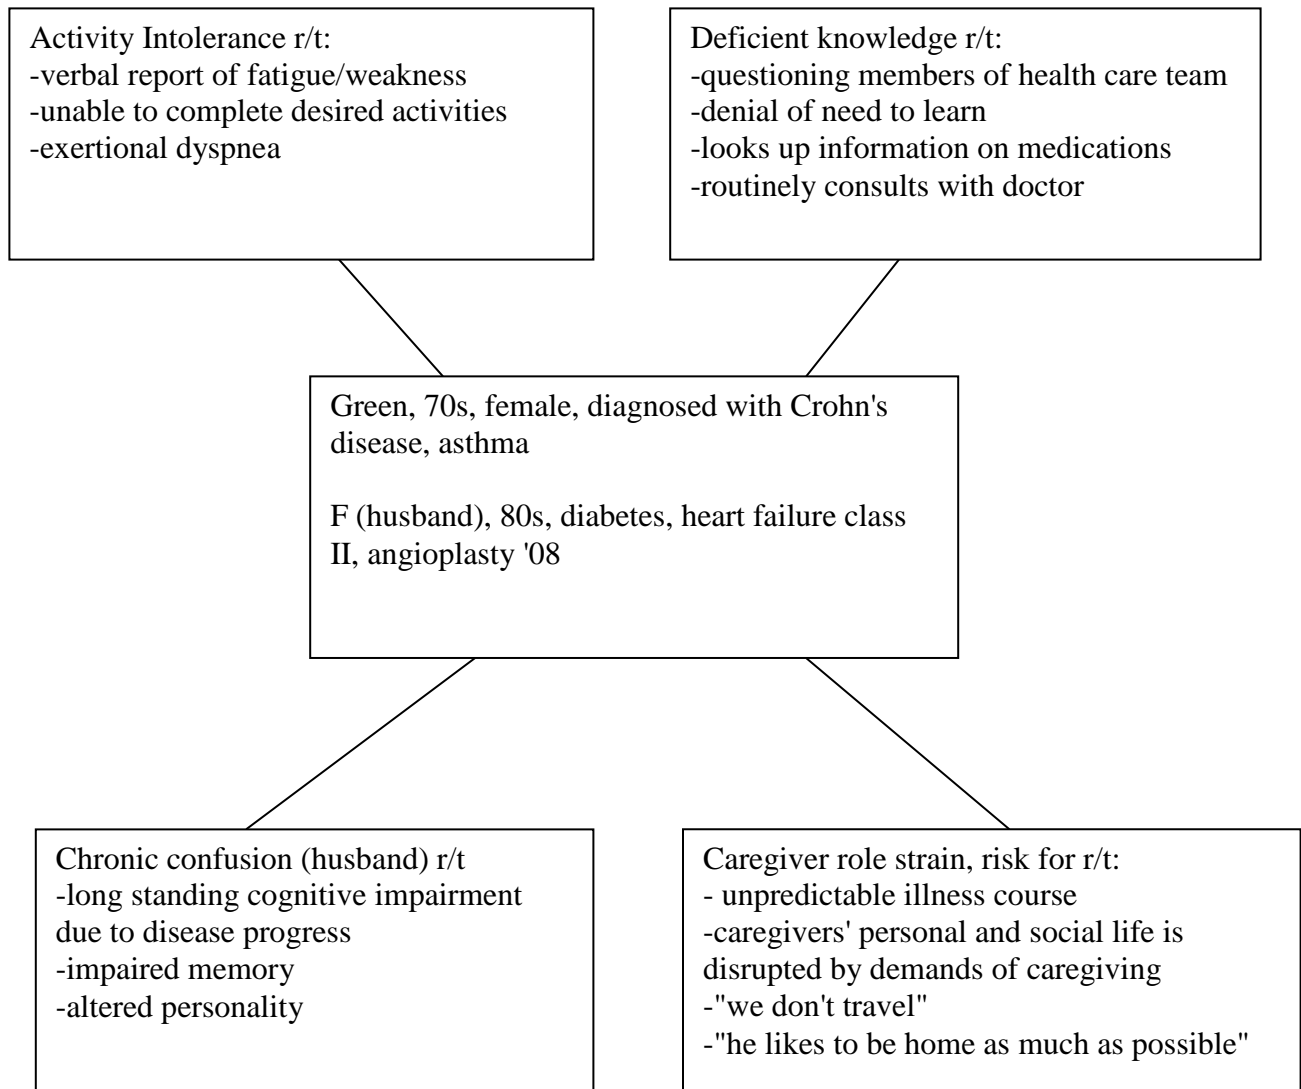 Activity Intolerance r/t:
-verbal report of fatigue/weakness
-unable to complete desired activities
-exertional dyspnea
Deficient knowledge r/t:
-questioning members of health care team
-denial of need to learn
-looks up information on medications
-routinely consults with doctor
Green, 70s, female, diagnosed with Crohn's
disease, asthma
F (husband), 80s, diabetes, heart failure class
II, angioplasty '08
Chronic confusion (husband) r/t
-long standing cognitive impairment
due to disease progress
-impaired memory
-altered personality
Caregiver role strain, risk for r/t:
- unpredictable illness course
-caregivers' personal and social life is
disrupted by demands of caregiving
-"we don't travel"
-"he likes to be home as much as possible"